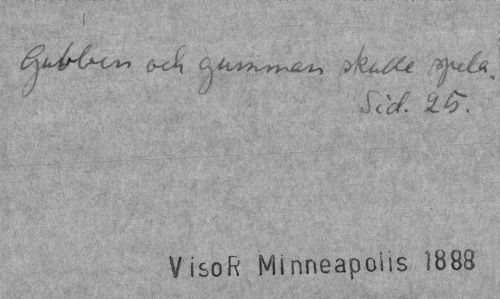 Gubben och gumman skulle spela.
Sid. 25.
VisoR Minneapolis 1888